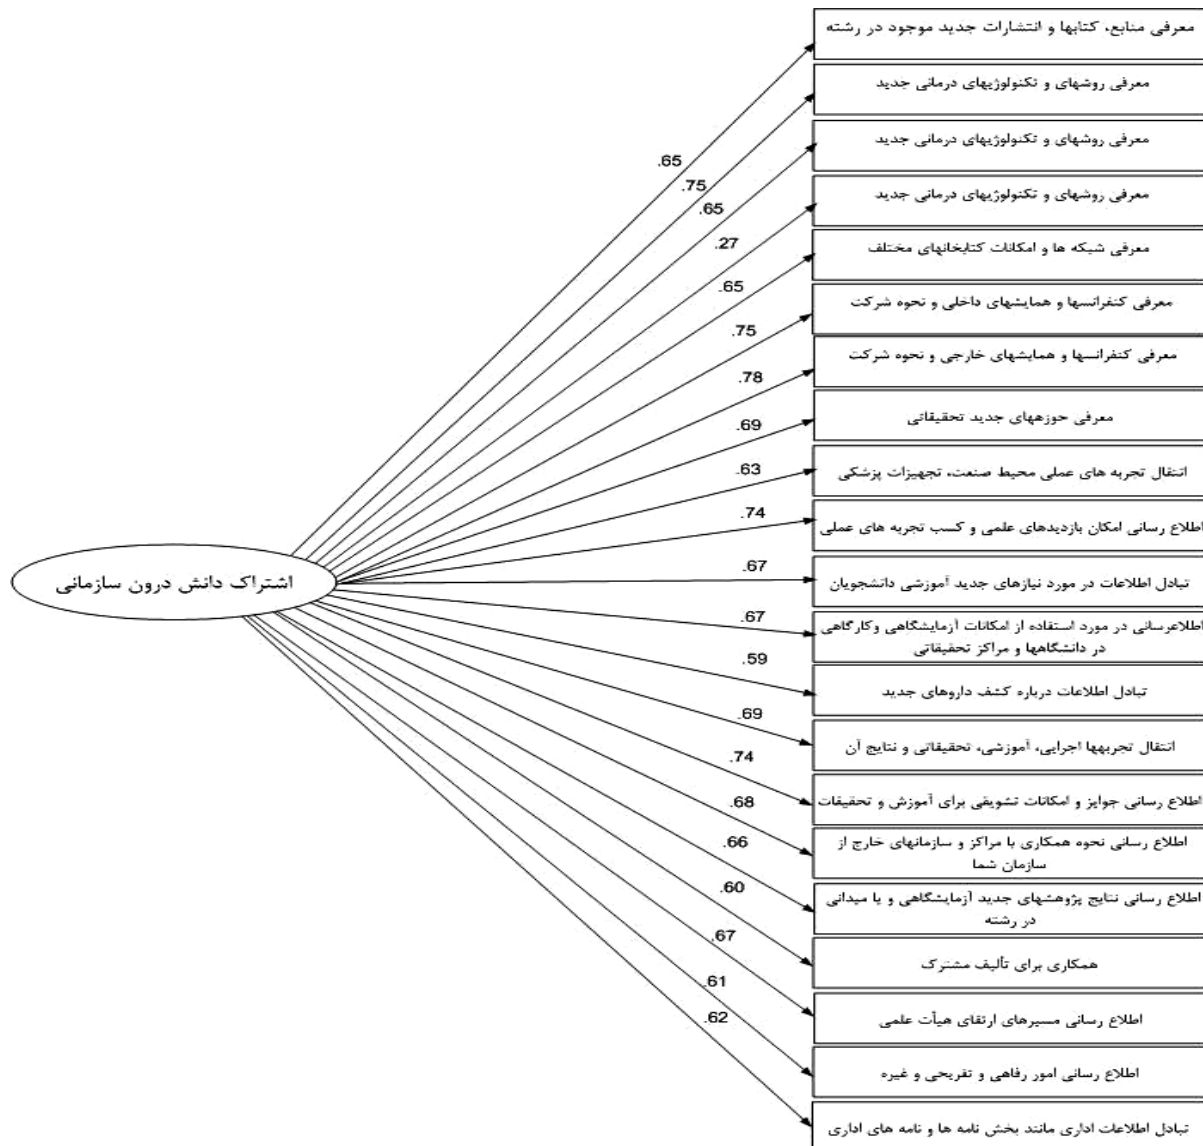 معرفی منابع، کتابها و انتشارات جدید موجود در رشته
معرفی روشهای و تکنولوژیهای درمانی جدید
معرفی روشهای و تکنولوژیهای درمانی جدید
معرفی روشهای و تکنولوژیهای درمانی جدید
معرفی شبکه ها و امکانات کتابخانهای مختلف
معرفی کنفرانسها و همایشهای داخلی و نحوه شرکت
معرفی کنفرانسها و همایشهای خارجی و نحوه شرکت
معرفی حوزههای جدید تحقیقاتی
انتقال تجربه های عملی محیط صنعت، تجهیزات پزشکی
اطلاع رسانی امکان بازدیدهای علمی و کسب تجربه های عملی
تبادل اطلاعات در مورد نیازهای جدید آموزشی دانشجویان
اطلاعرسانی در مورد استفاده از امکانات آزمایشگاهی وکارگاهی
در دانشگاهها و مراکز تحقیقاتی
تبادل اطلاعات درباره کشف داروهای جدید
انتقال تجربهها اجرایی، آموزشی، تحقیقاتی و نتایج آن
اطلاع رسانی جوایز و امکانات تشویقی برای آموزش و تحقیقات
اطلاع رسانی نحوه همکاری با مراکز و سازمانهای خارج از
سازمان شما
اطلاع رسانی نتایج پژوهشهای جدید آزمایشگاهی و یا میدانی
در رشته
همکاری برای تألیف مشترک
اطلاع رسانی مسیرهای ارتقای هیأت علمی
اطلاع رسانی امور رفاهی و تفریحی و غیره
تبادل اطلاعات اداری مانند بخش نامه ها و نامه های اداری
.65
.75
.65
.27
.65
.75
.78
.69
.63
.74
.67
.67
.59
.69
.74
.68
.66
.60
.67
.61
.62
اشتراک دانش درون سازمانی